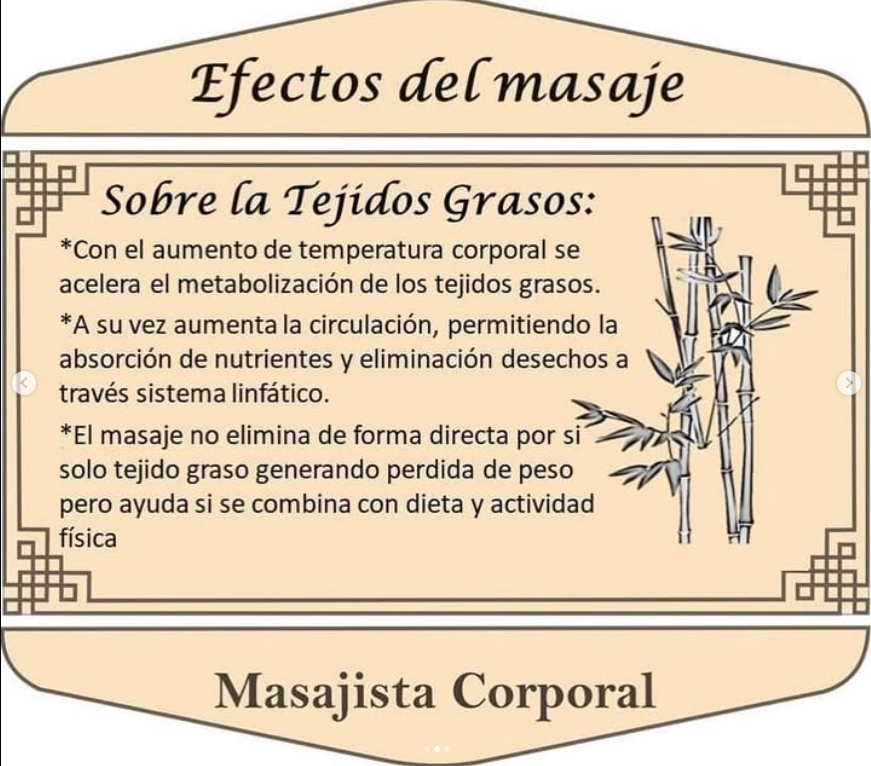 Efectos del masaje
Sobre la Tejidos Grasos:
*Con el aumento de temperatura corporal se
acelera el metabolización de los tejidos grasos.
*A su vez aumenta la circulación, permitiendo la
absorción de nutrientes y eliminación desechos a
través sistema linfático.
*El masaje no elimina de forma directa por si
solo tejido graso generando perdida de peso
pero ayuda si se combina con dieta y actividad
física
Masajista Corporal